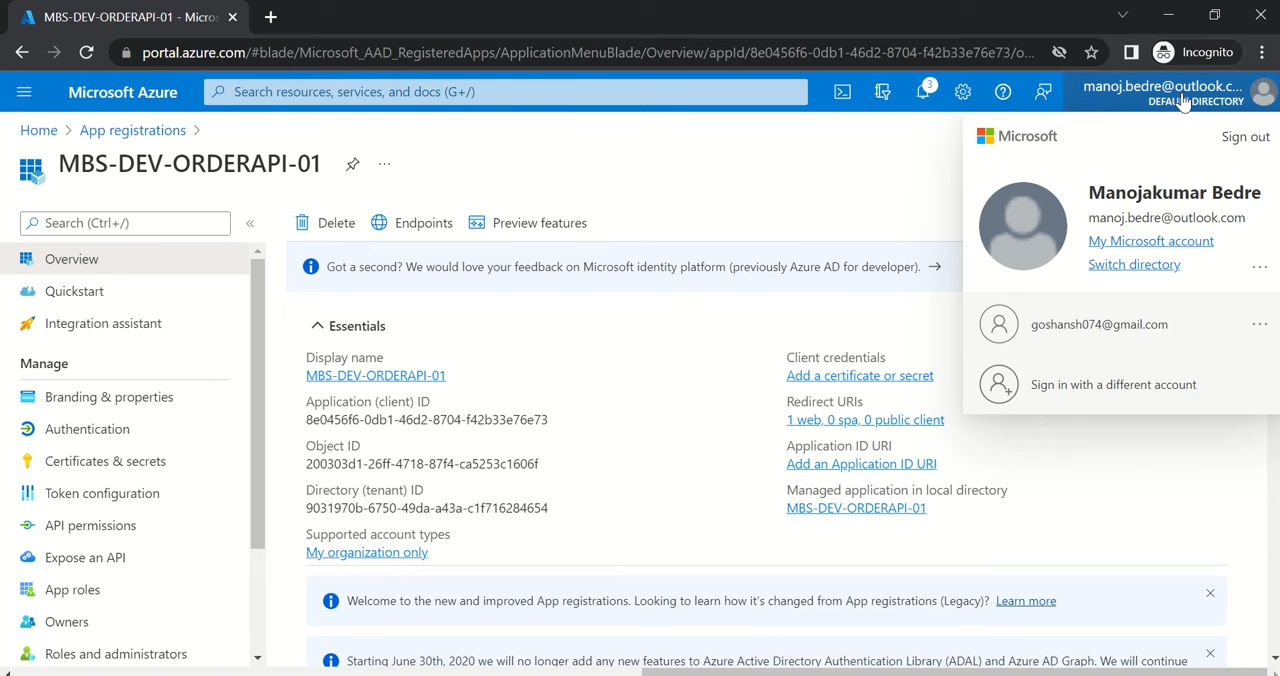 MBS-DEV-ORDERAPI-01 - Micros
portal.azure.com/#blade/Microsoft_AAD_RegisteredApps/ApplicationMenuBlade/Overview/appId/8e0456f6-0db1-46d2-8704-f42b33e76e73/o...
Incognito
Microsoft Azure
Search resources, services, and docs (G+/)
3
manoj.bedre@outlook.c...
DEFAULT DIRECTORY
Home > App registrations >
MBS-DEV-ORDERAPI-01
...
Microsoft
Sign out
Manojakumar Bedre
manoj.bedre@outlook.com
My Microsoft account
Switch directory
...
goshansh074@gmail.com
...
Sign in with a different account
Search (Ctrl+/)
«
Overview
Quickstart
Integration assistant
Manage
Branding & properties
Authentication
Certificates & secrets
Token configuration
API permissions
Expose an API
App roles
Owners
Roles and administrators
Delete
Endpoints
Preview features
Got a second? We would love your feedback on Microsoft identity platform (previously Azure AD for developer). →
Essentials
Display name
MBS-DEV-ORDERAPI-01
Application (client) ID
8e0456f6-0db1-46d2-8704-f42b33e76e73
Object ID
200303d1-26ff-4718-87f4-ca5253c1606f
Directory (tenant) ID
9031970b-6750-49da-a43a-c1f716284654
Supported account types
My organization only
Client credentials
Add a certificate or secret
Redirect URIs
1 web, 0 spa, 0 public client
Application ID URI
Add an Application ID URI
Managed application in local directory
MBS-DEV-ORDERAPI-01
Welcome to the new and improved App registrations. Looking to learn how it's changed from App registrations (Legacy)? Learn more
Starting June 30th, 2020 we will no longer add any new features to Azure Active Directory Authentication Library (ADAL) and Azure AD Graph. We will continue